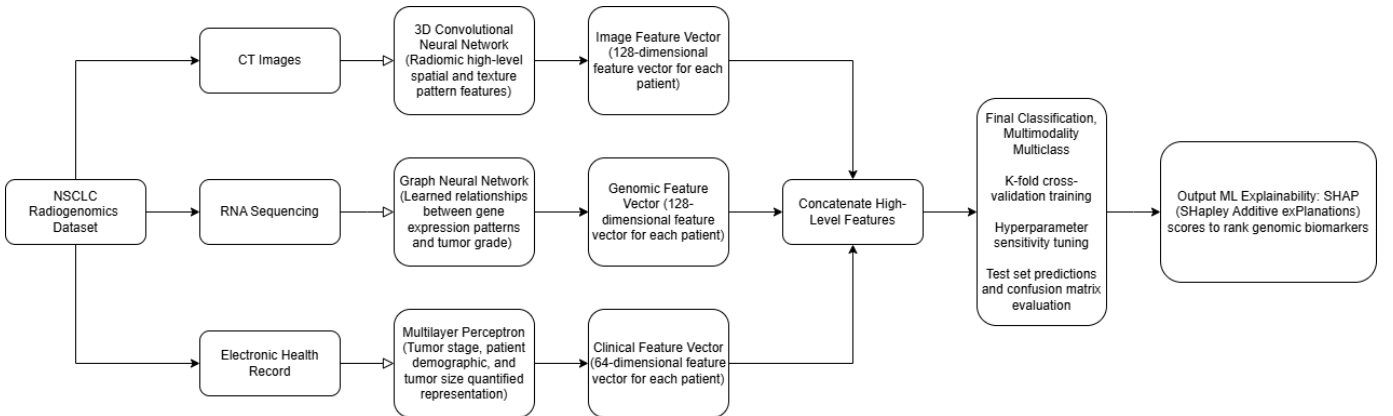 CT Images
3D Convolutional
Neural Network
(Radiomic high-level
spatial and texture
pattern features)
Image Feature Vector
(128-dimensional
feature vector for each
patient)
NSCLC
Radiogenomics
Dataset
RNA Sequencing
Graph Neural Network
(Learned relationships
between gene
expression patterns
and tumor grade)
Genomic Feature
Vector (128-
dimensional feature
vector for each patient)
Concatenate High-
Level Features
Final Classification,
Multimodality
Multiclass
K-fold cross-
validation training
Hyperparameter
sensitivity tuning
Test set predictions
and confusion matrix
evaluation
Output ML Explainability: SHAP
(SHapley Additive exPlanations)
scores to rank genomic biomarkers
Electronic Health
Record
Multilayer Perceptron
(Tumor stage, patient
demographic, and
tumor size quantified
representation)
Clinical Feature Vector
(64-dimensional feature
vector for each patient)